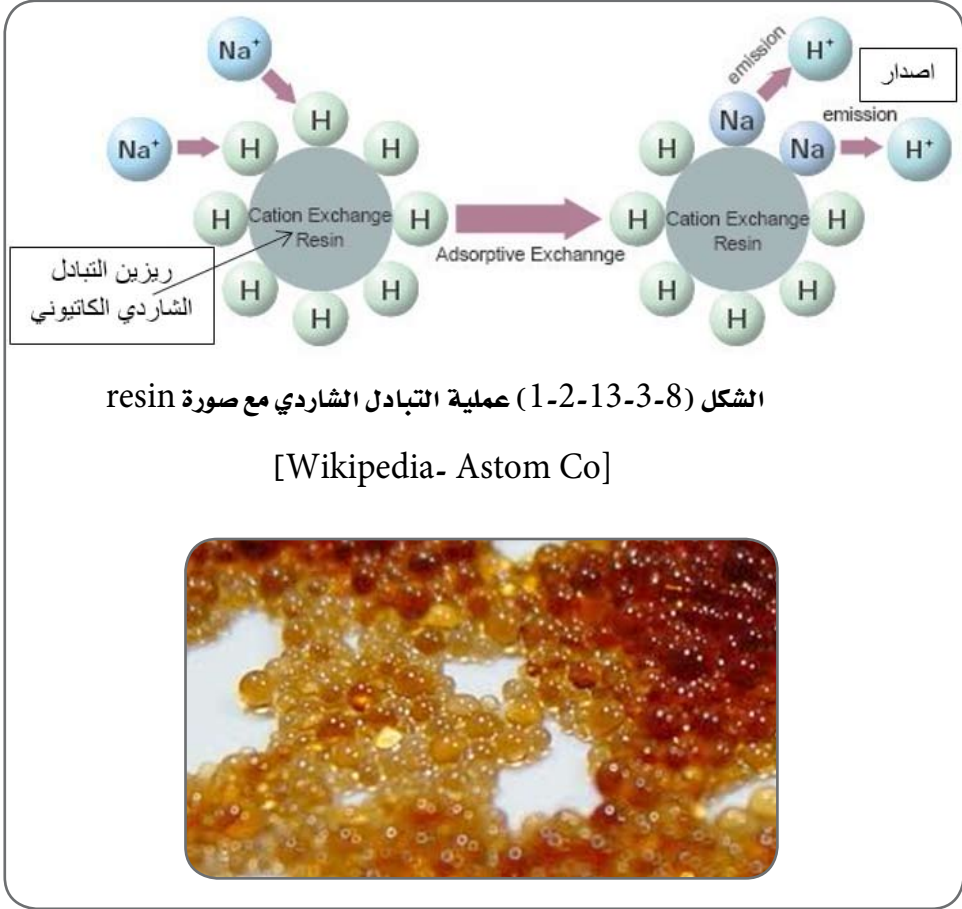 Na⁺
H
Na⁺
H
H
H
H
H
H
H
Cation Exchange
Resin
ريزين التبادل
الشاردي الكاتيوني
Adsorptive Exchannge
emission
H⁺
اصدار
Na
emission
Na
H⁺
H
H
H
H
H
H
Cation Exchange
Resin
الشكل (8-3-13-2-1) عملية التبادل الشاردي مع صورة resin
[Wikipedia- Astom Co]